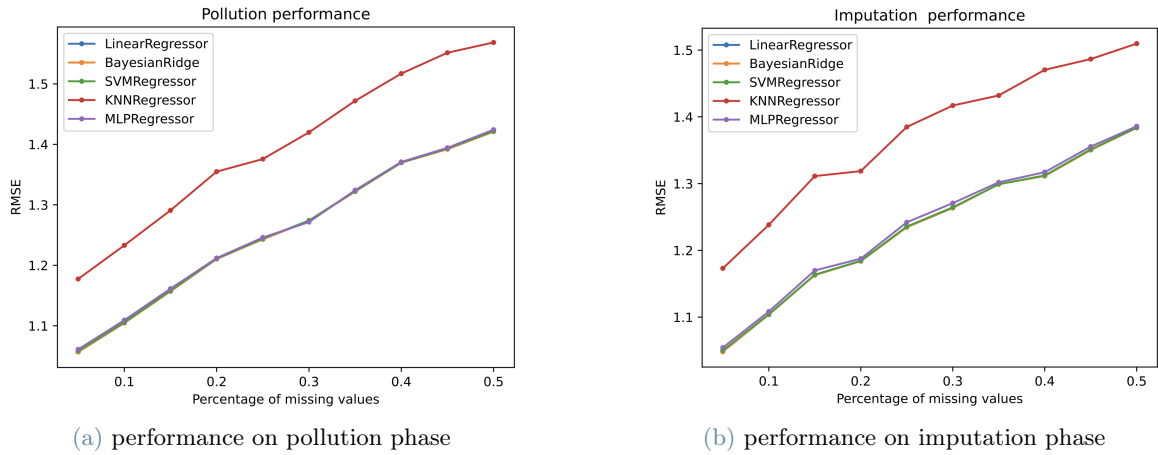 Pollution performance
LinearRegressor
BayesianRidge
SVMRegressor
KNNRegressor
MLPRegressor
RMSE
1.5
1.4
1.3
1.2
1.1
0.1 0.2 0.3 0.4 0.5
Percentage of missing values
(a) performance on pollution phase
Imputation performance
LinearRegressor
BayesianRidge
SVMRegressor
KNNRegressor
MLPRegressor
RMSE
1.5
1.4
1.3
1.2
1.1
0.1 0.2 0.3 0.4 0.5
Percentage of missing values
(b) performance on imputation phase